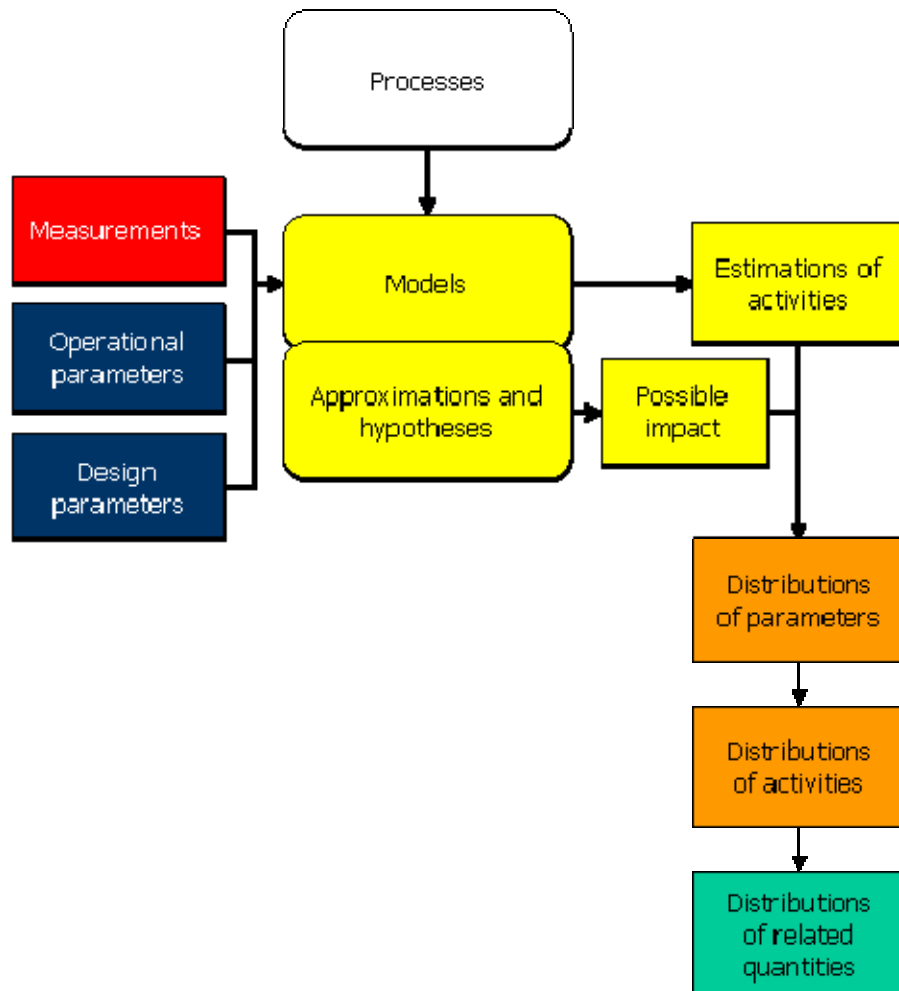 Processes
Measurements
Models
Estimations of
activities
Operational
parameters
Approximations and
hypotheses
Possible
impact
Design
parameters
Distributions
of parameters
Distributions
of activities
Distributions
of related
quantities